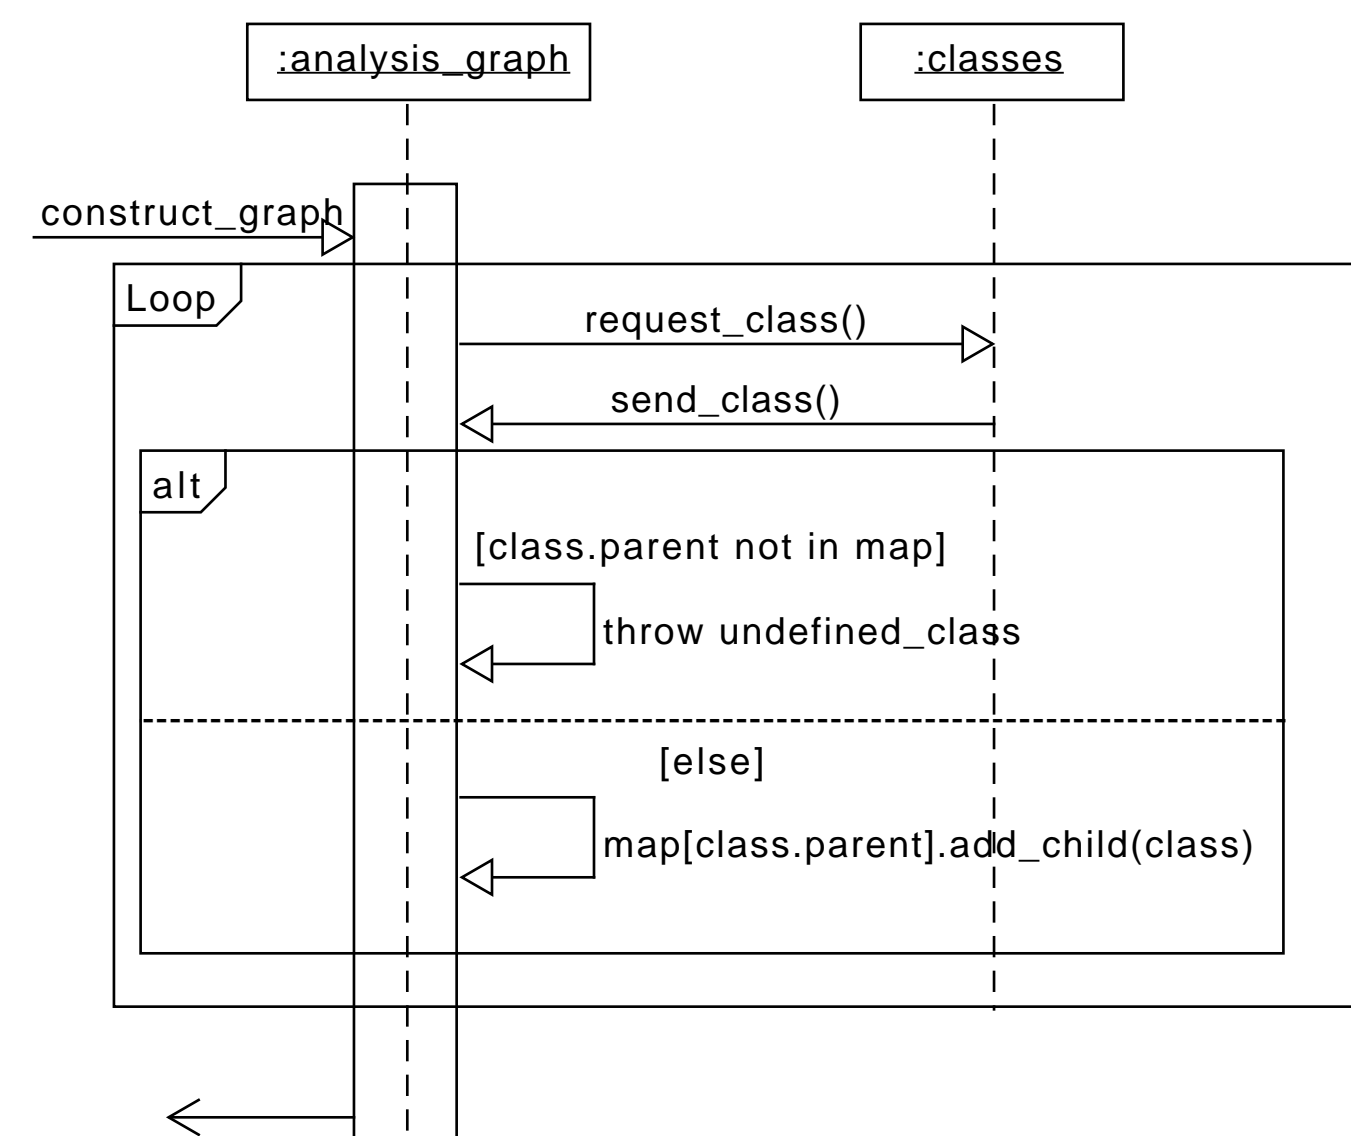 :analysis_graph
:classes
construct_graph
Loop
request_class()
send_class()
alt
[class.parent not in map]
throw undefined_class
[else]
map[class.parent].add_child(class)